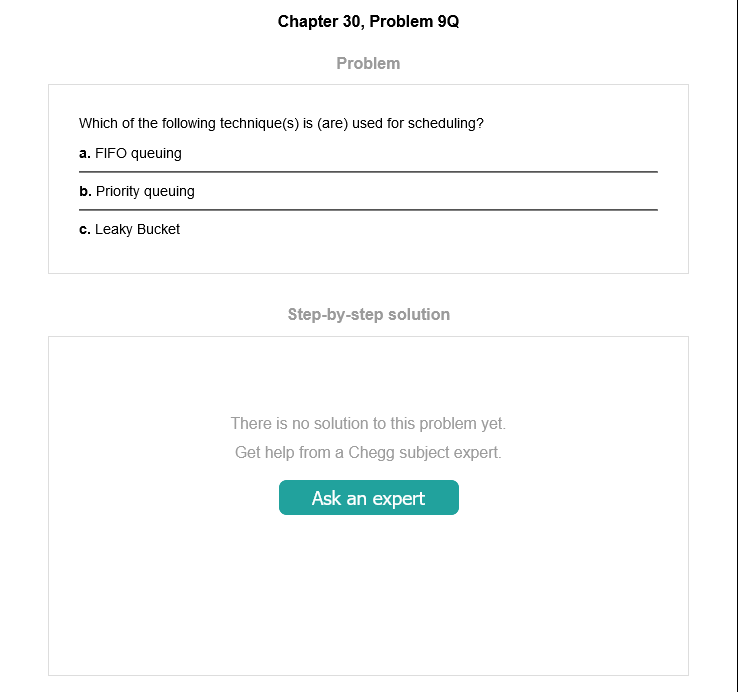 Chapter 30, Problem 9Q
Problem
Which of the following technique(s) is (are) used for scheduling?
a. FIFO queuing
b. Priority queuing
c. Leaky Bucket
Step-by-step solution
There is no solution to this problem yet.
Get help from a Chegg subject expert.
Ask an expert